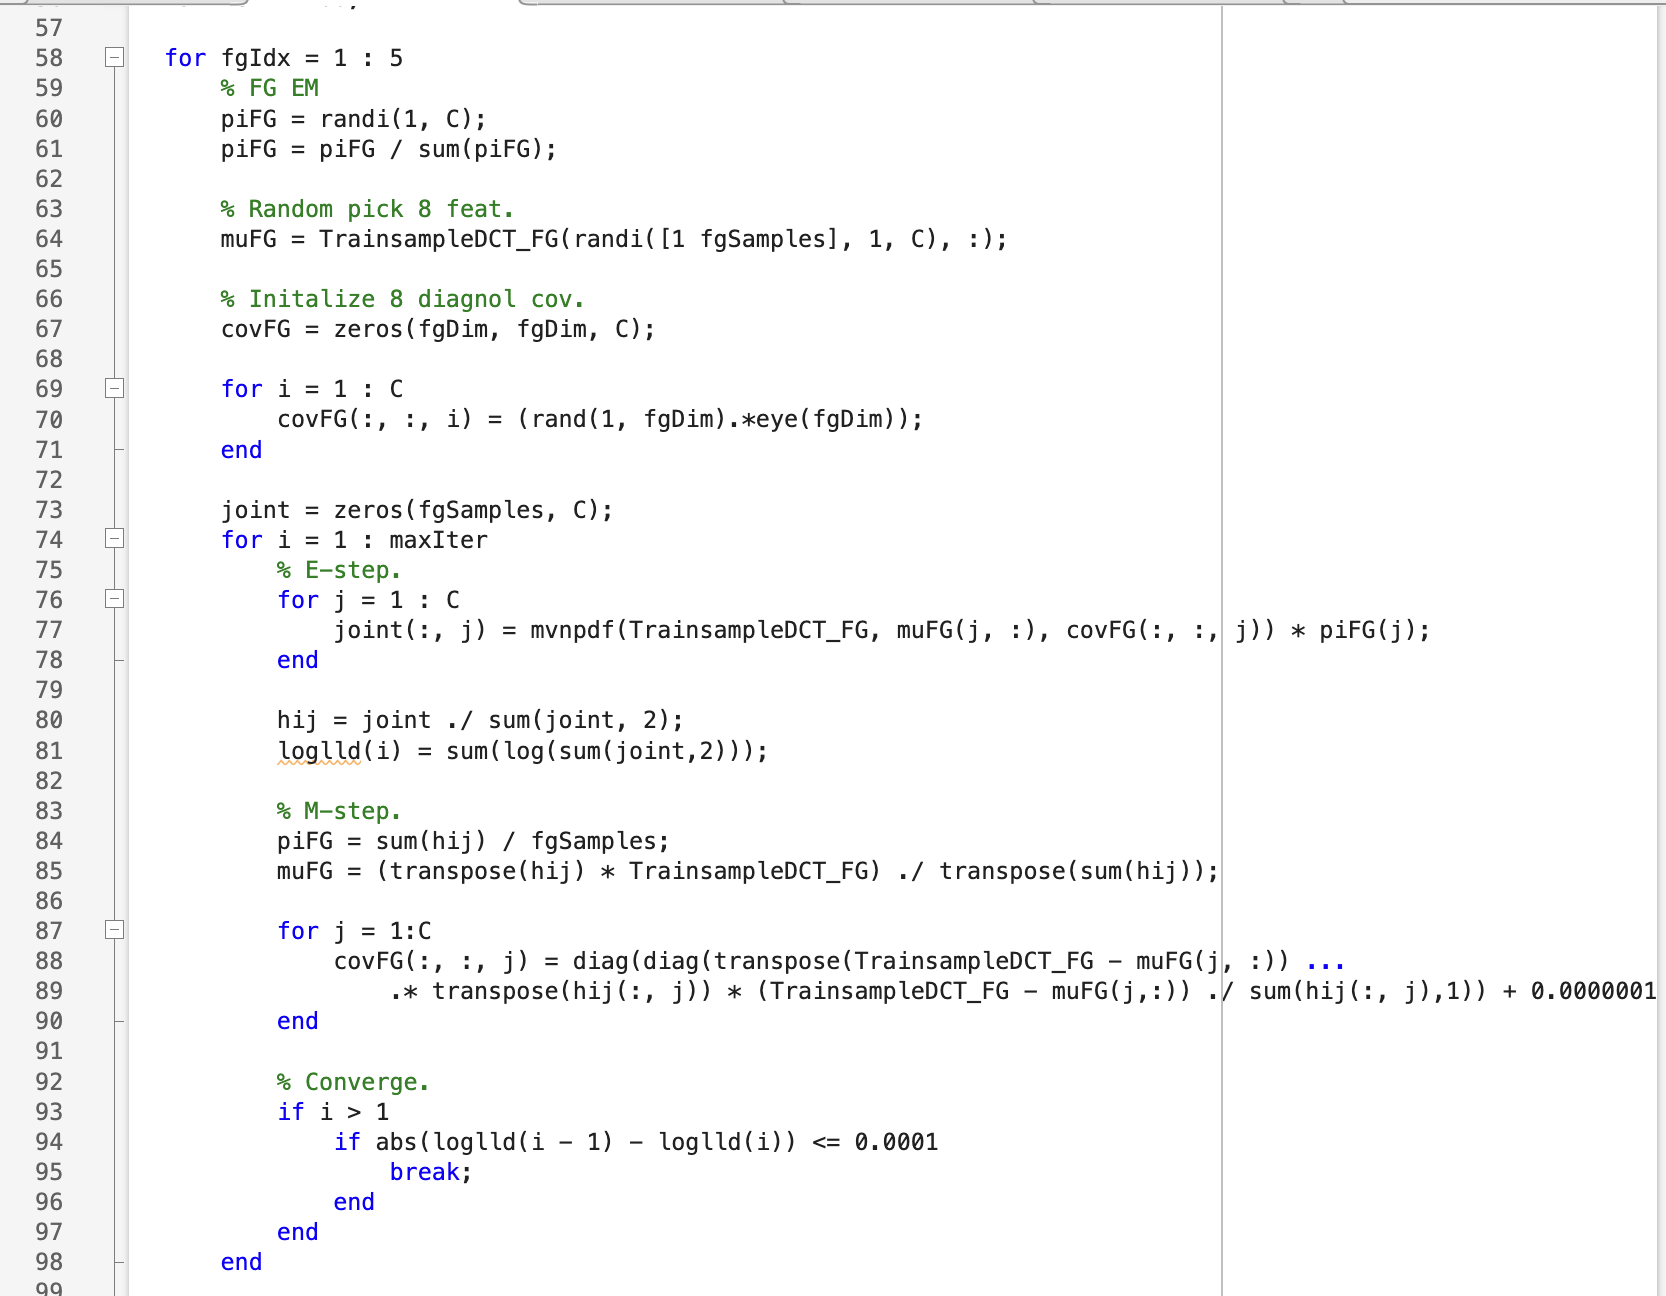 57
58 for fgIdx = 1 : 5
59 % FG EM
60 piFG = randi(1, C);
61 piFG = piFG / sum(piFG);
62
63 % Random pick 8 feat.
64 muFG = TrainsampleDCT_FG(randi([1 fgSamples], 1, C), :);
65
66 % Initalize 8 diagnol cov.
67 covFG = zeros(fgDim, fgDim, C);
68
69 for i = 1 : C
70 covFG(:, :, i) = (rand(1, fgDim).*eye(fgDim));
71 end
72
73 joint = zeros(fgSamples, C);
74 for i = 1 : maxIter
75 % E-step.
76 for j = 1 : C
77 joint(:, j) = mvnpdf(TrainsampleDCT_FG, muFG(j, :), covFG(:, :, j)) * piFG(j);
78 end
79
80 hij = joint ./ sum(joint, 2);
81 loglld(i) = sum(log(sum(joint,2)));
82
83 % M-step.
84 piFG = sum(hij) / fgSamples;
85 muFG = (transpose(hij) * TrainsampleDCT_FG) ./ transpose(sum(hij));
86
87 for j = 1:C
88 covFG(:, :, j) = diag(diag(transpose(TrainsampleDCT_FG - muFG(j, :)) ...
89 .* transpose(hij(:, j)) * (TrainsampleDCT_FG - muFG(j,:)) ./ sum(hij(:, j),1)) + 0.0000001
90 end
91
92 % Converge.
93 if i > 1
94 if abs(loglld(i - 1) - loglld(i)) <= 0.0001
95 break;
96 end
97 end
98 end
99